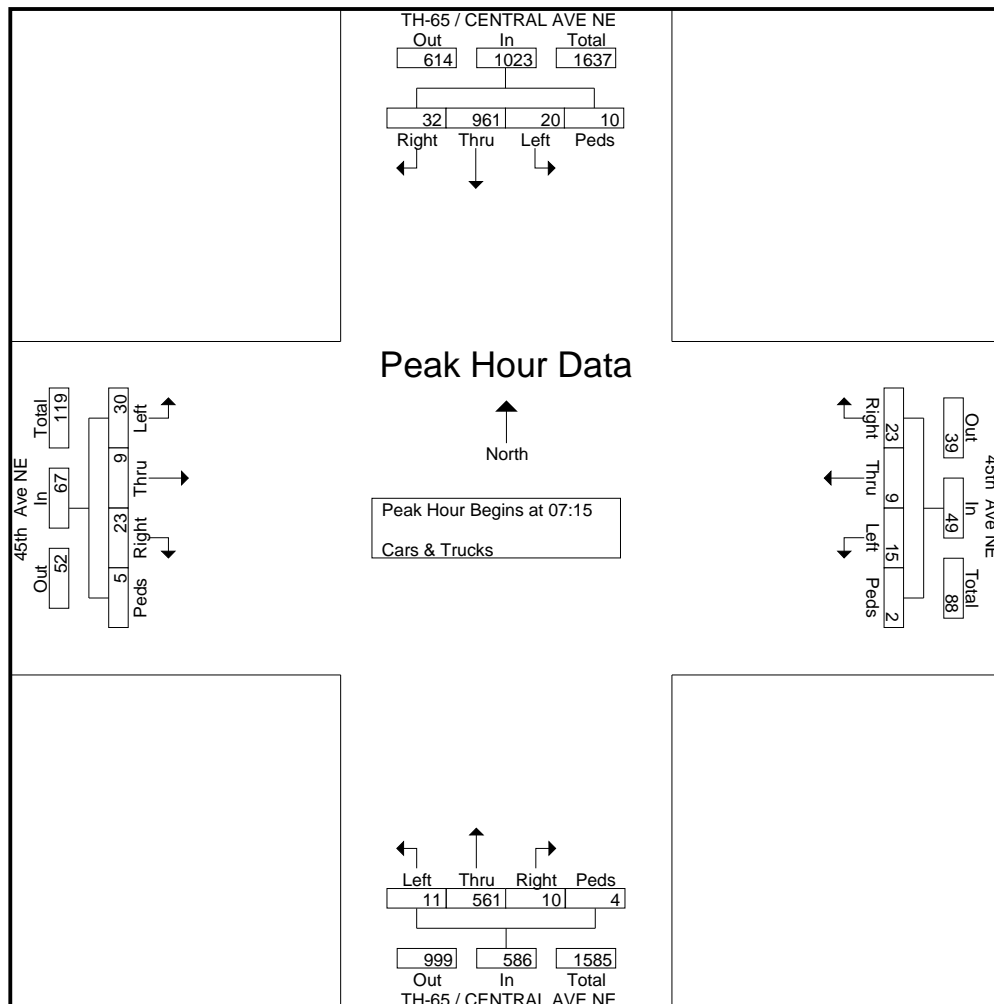 TH-65 / CENTRAL AVE NE
Out In Total
614 1023 1637
32 961 20 10
Right Thru Left Peds
Peak Hour Data
North
Peak Hour Begins at 07:15
Cars & Trucks
45th Ave NE
Out In Total
52 67 119
5 23 9 30
Peds Right Thru Left
45th Ave NE
Out In Total
39 49 88
23 9 15 2
Right Thru Left Peds
Left Thru Right Peds
11 561 10 4
999 586 1585
Out In Total
TH-65 / CENTRAL AVE NE